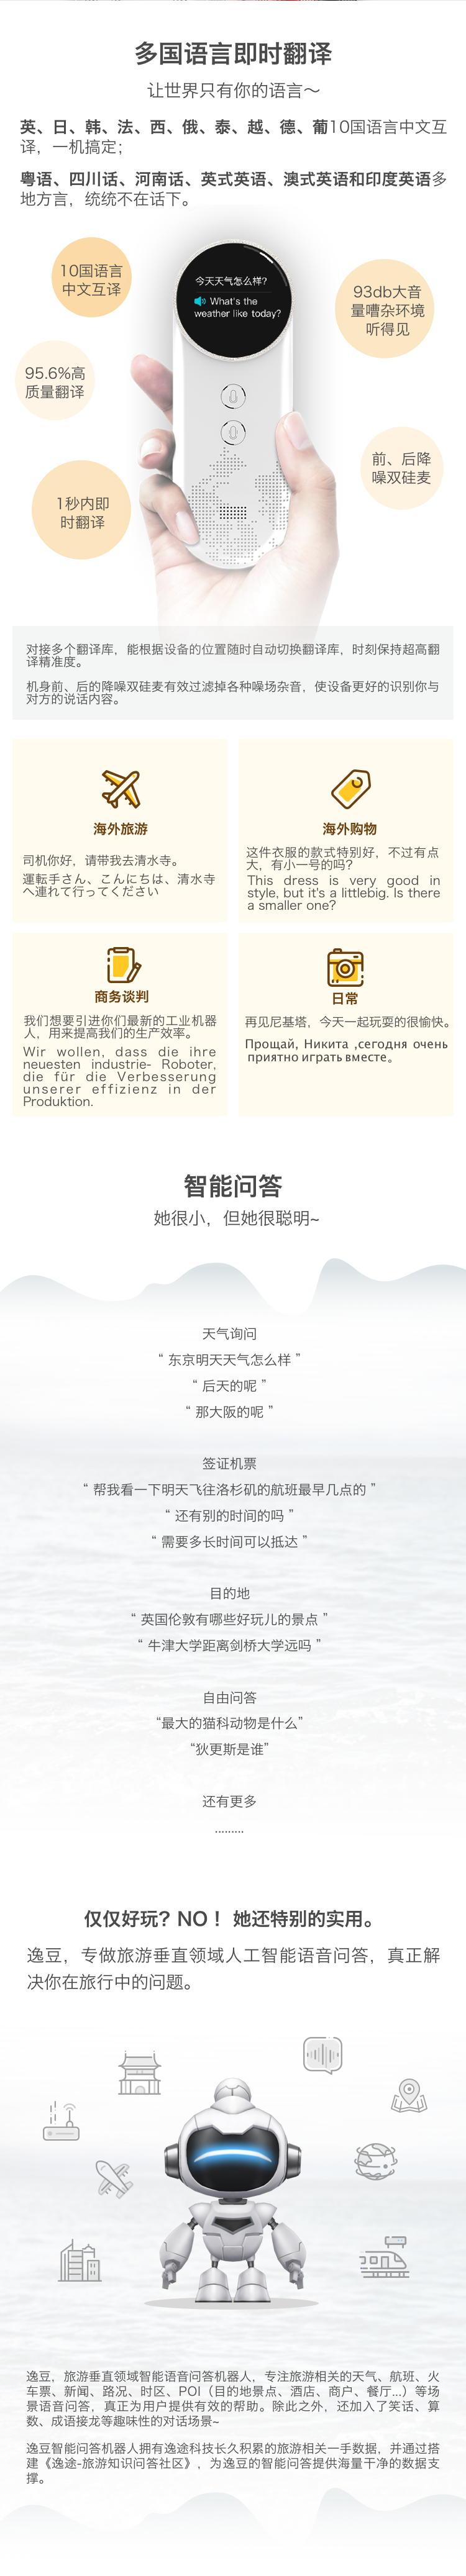 多国语言即时翻译
让世界只有你的语言～
英、日、韩、法、西、俄、泰、越、德、葡10国语言中文互
译，一机搞定；
粤语、四川话、河南话、英式英语、澳式英语和印度英语多
地方言，统统不在话下。
10国语言
中文互译
今天天气怎么样?
What's the
weather like today?
93db大音
量嘈杂环境
听得见
95.6%高
质量翻译
前、后降
噪双硅麦
1秒内即
时翻译
对接多个翻译库，能根据设备的位置随时自动切换翻译库，时刻保持超高翻
译精准度。
机身前、后的降噪双硅麦有效过滤掉各种噪场杂音，使设备更好的识别你与
对方的说话内容。
海外旅游
司机你好，请带我去清水寺。
運転手さん、こんにちは、清水寺
へ連れて行ってください
海外购物
这件衣服的款式特别好，不过有点
大，有小一号的吗?
This dress is very good in
style, but it's a littlebig. Is there
a smaller one?
商务谈判
我们想要引进你们最新的工业机器
人，用来提高我们的生产效率。
Wir wollen, dass die ihre
neuesten industrie- Roboter,
die für die Verbesserung
unserer effizienz in der
Produktion.
日常
再见尼基塔，今天一起玩耍的很愉快。
Прощай, Никита ,сегодня очень
приятно играть вместе。
智能问答
她很小，但她很聪明~
天气询问
“ 东京明天天气怎么样 ”
“ 后天的呢 ”
“ 那大阪的呢 ”
签证机票
“ 帮我看一下明天飞往洛杉矶的航班最早几点的 ”
“ 还有别的时间的吗 ”
“ 需要多长时间可以抵达 ”
目的地
“ 英国伦敦有哪些好玩儿的景点 ”
“ 牛津大学距离剑桥大学远吗 ”
自由问答
“最大的猫科动物是什么”
“狄更斯是谁”
还有更多
.........
仅仅好玩? NO！ 她还特别的实用。
逸豆，专做旅游垂直领域人工智能语音问答，真正解
决你在旅行中的问题。
逸豆，旅游垂直领域智能语音问答机器人，专注旅游相关的天气、航班、火
车票、新闻、路况、时区、POI（目的地景点、酒店、商户、餐厅...）等场
景语音问答，真正为用户提供有效的帮助。除此之外，还加入了笑话、算
数、成语接龙等趣味性的对话场景~
逸豆智能问答机器人拥有逸途科技长久积累的旅游相关一手数据，并通过搭
建《逸途-旅游知识问答社区》，为逸豆的智能问答提供海量干净的数据支
撑。